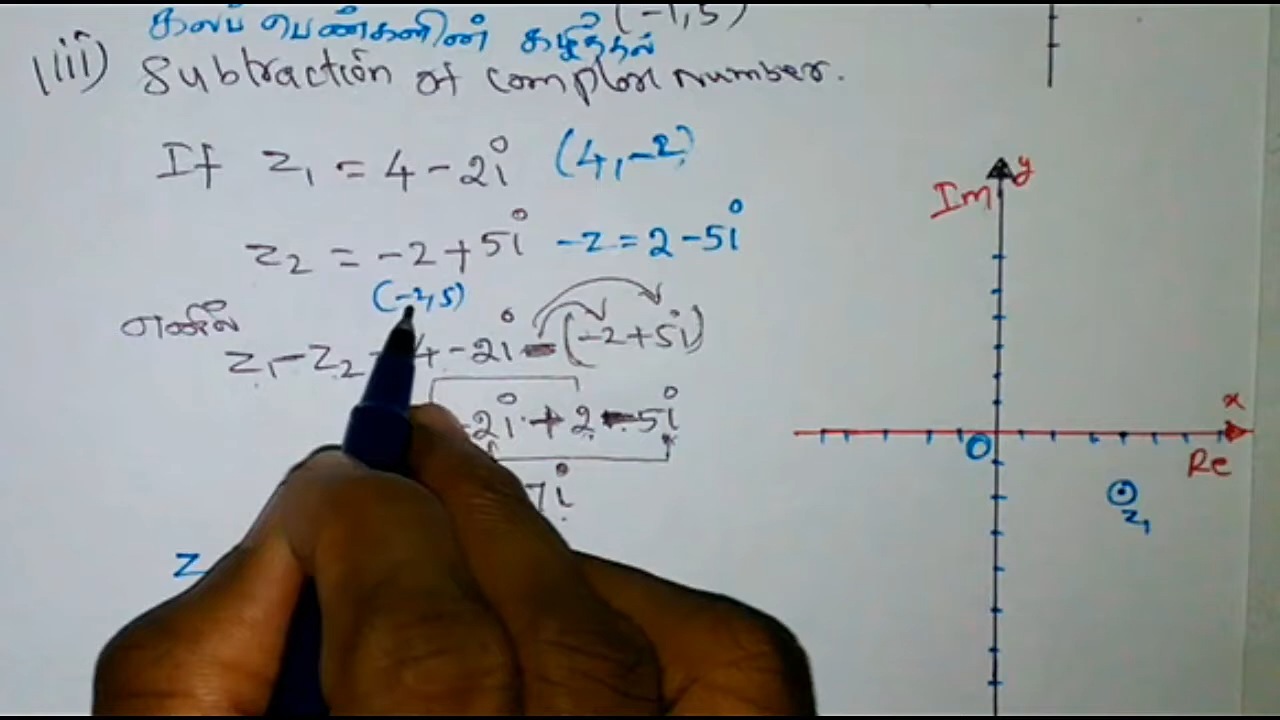 (-1,5)
கலப்பெண்களின் கழித்தல்
(iii) Subtraction of complex number.
If z₁ = 4 - 2i (4,-2)
z₂ = -2 + 5i -z = 2 - 5i
(-2,5)
எனில்
z₁ - z₂ = 4 - 2i - (-2 + 5i)
-2i + 2 - 5i
7i
z
Im y
x
O
Re
z₁